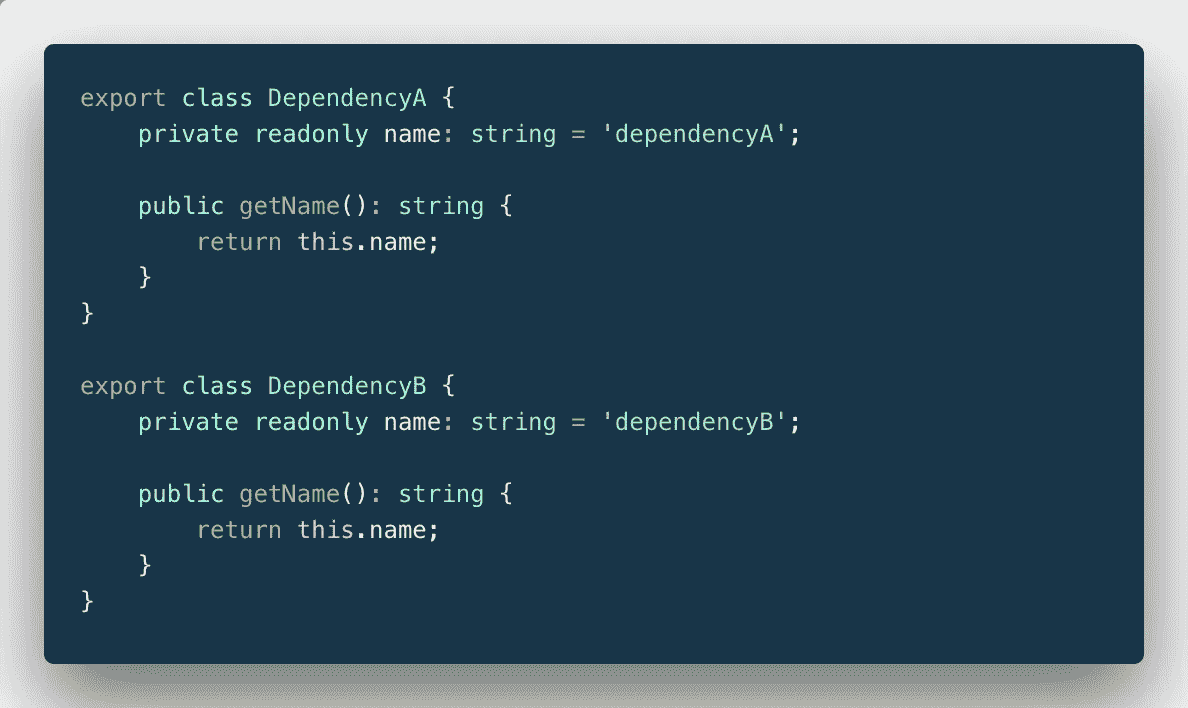 export class DependencyA {
    private readonly name: string = 'dependencyA';
    public getName(): string {
        return this.name;
    }
}
export class DependencyB {
    private readonly name: string = 'dependencyB';
    public getName(): string {
        return this.name;
    }
}